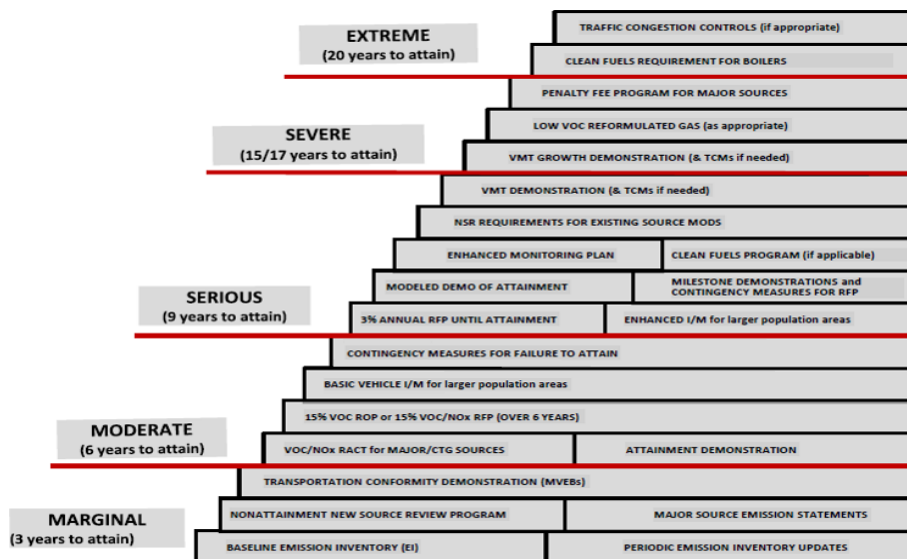 TRAFFIC CONGESTION CONTROLS (if appropriate)
EXTREME
(20 years to attain)
CLEAN FUELS REQUIREMENT FOR BOILERS
PENALTY FEE PROGRAM FOR MAJOR SOURCES
LOW VOC REFORMULATED GAS (as appropriate)
SEVERE
(15/17 years to attain)
VMT GROWTH DEMONSTRATION (& TCMs if needed)
VMT DEMONSTRATION (& TCMs if needed)
NSR REQUIREMENTS FOR EXISTING SOURCE MODS
ENHANCED MONITORING PLAN
CLEAN FUELS PROGRAM (if applicable)
MODELED DEMO OF ATTAINMENT
MILESTONE DEMONSTRATIONS and
CONTINGENCY MEASURES FOR RFP
SERIOUS
(9 years to attain)
3% ANNUAL RFP UNTIL ATTAINMENT
ENHANCED I/M for larger population areas
CONTINGENCY MEASURES FOR FAILURE TO ATTAIN
BASIC VEHICLE I/M for larger population areas
15% VOC ROP or 15% VOC/NOx RFP (OVER 6 YEARS)
MODERATE
(6 years to attain)
VOC/NOx RACT for MAJOR/CTG SOURCES
ATTAINMENT DEMONSTRATION
TRANSPORTATION CONFORMITY DEMONSTRATION (MVEBs)
NONATTAINMENT NEW SOURCE REVIEW PROGRAM
MAJOR SOURCE EMISSION STATEMENTS
MARGINAL
(3 years to attain)
BASELINE EMISSION INVENTORY (EI)
PERIODIC EMISSION INVENTORY UPDATES